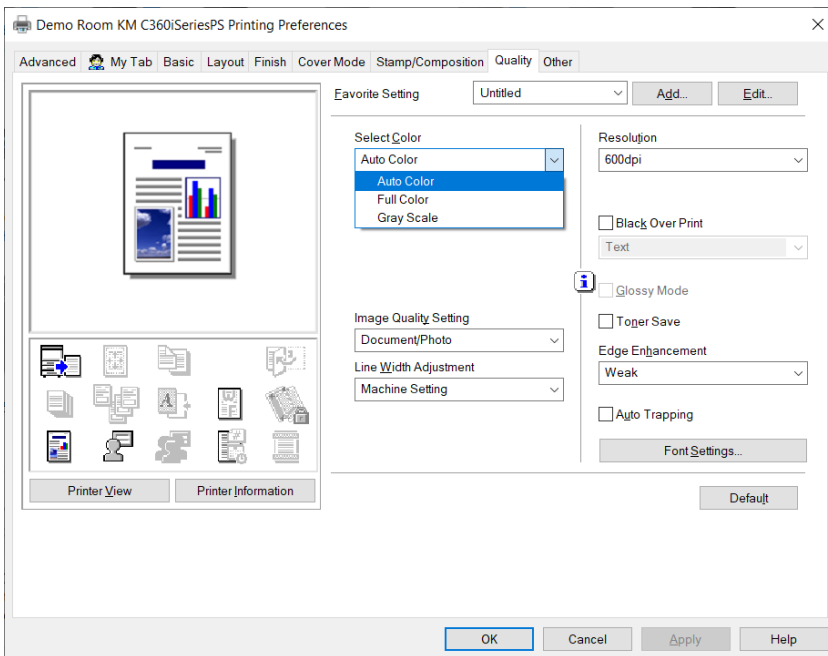 Demo Room KM C360iSeriesPS Printing Preferences
Advanced My Tab Basic Layout Finish Cover Mode Stamp/Composition Quality Other
Favorite Setting Untitled Add... Edit...
Select Color
Auto Color
Auto Color
Full Color
Gray Scale
Image Quality Setting
Document/Photo
Line Width Adjustment
Machine Setting
Resolution
600dpi
Black Over Print
Text
Glossy Mode
Toner Save
Edge Enhancement
Weak
Auto Trapping
Font Settings...
Printer View Printer Information
Default
OK Cancel Apply Help